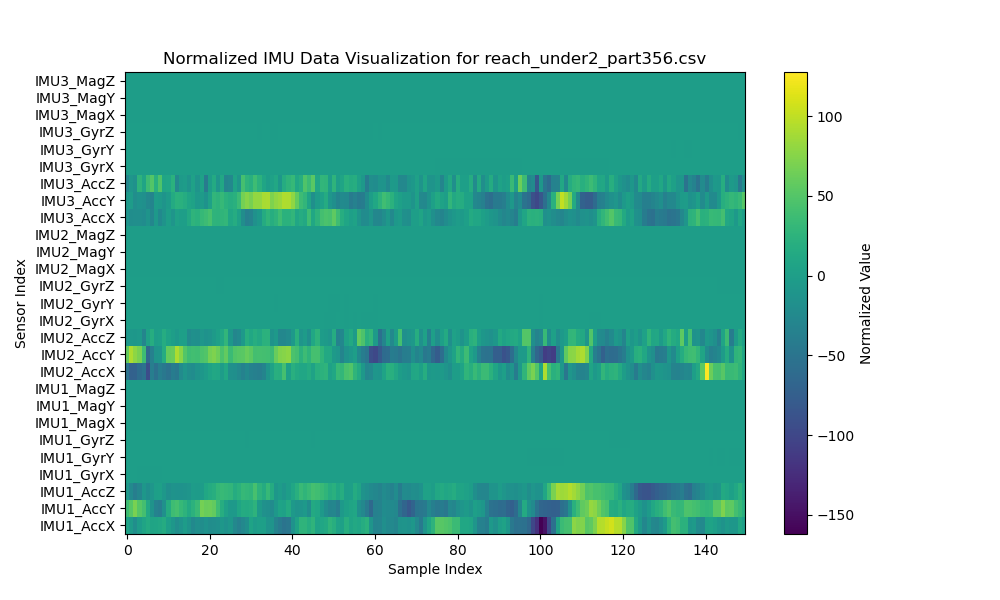 Normalized IMU Data Visualization for reach_under2_part356.csv
IMU3_MagZ
IMU3_MagY
IMU3_MagX
IMU3_GyrZ
IMU3_GyrY
IMU3_GyrX
IMU3_AccZ
IMU3_AccY
IMU3_AccX
IMU2_MagZ
IMU2_MagY
IMU2_MagX
IMU2_GyrZ
IMU2_GyrY
IMU2_GyrX
IMU2_AccZ
IMU2_AccY
IMU2_AccX
IMU1_MagZ
IMU1_MagY
IMU1_MagX
IMU1_GyrZ
IMU1_GyrY
IMU1_GyrX
IMU1_AccZ
IMU1_AccY
IMU1_AccX
Sensor Index
0 20 40 60 80 100 120 140
Sample Index
100
50
0
−50
−100
−150
Normalized Value